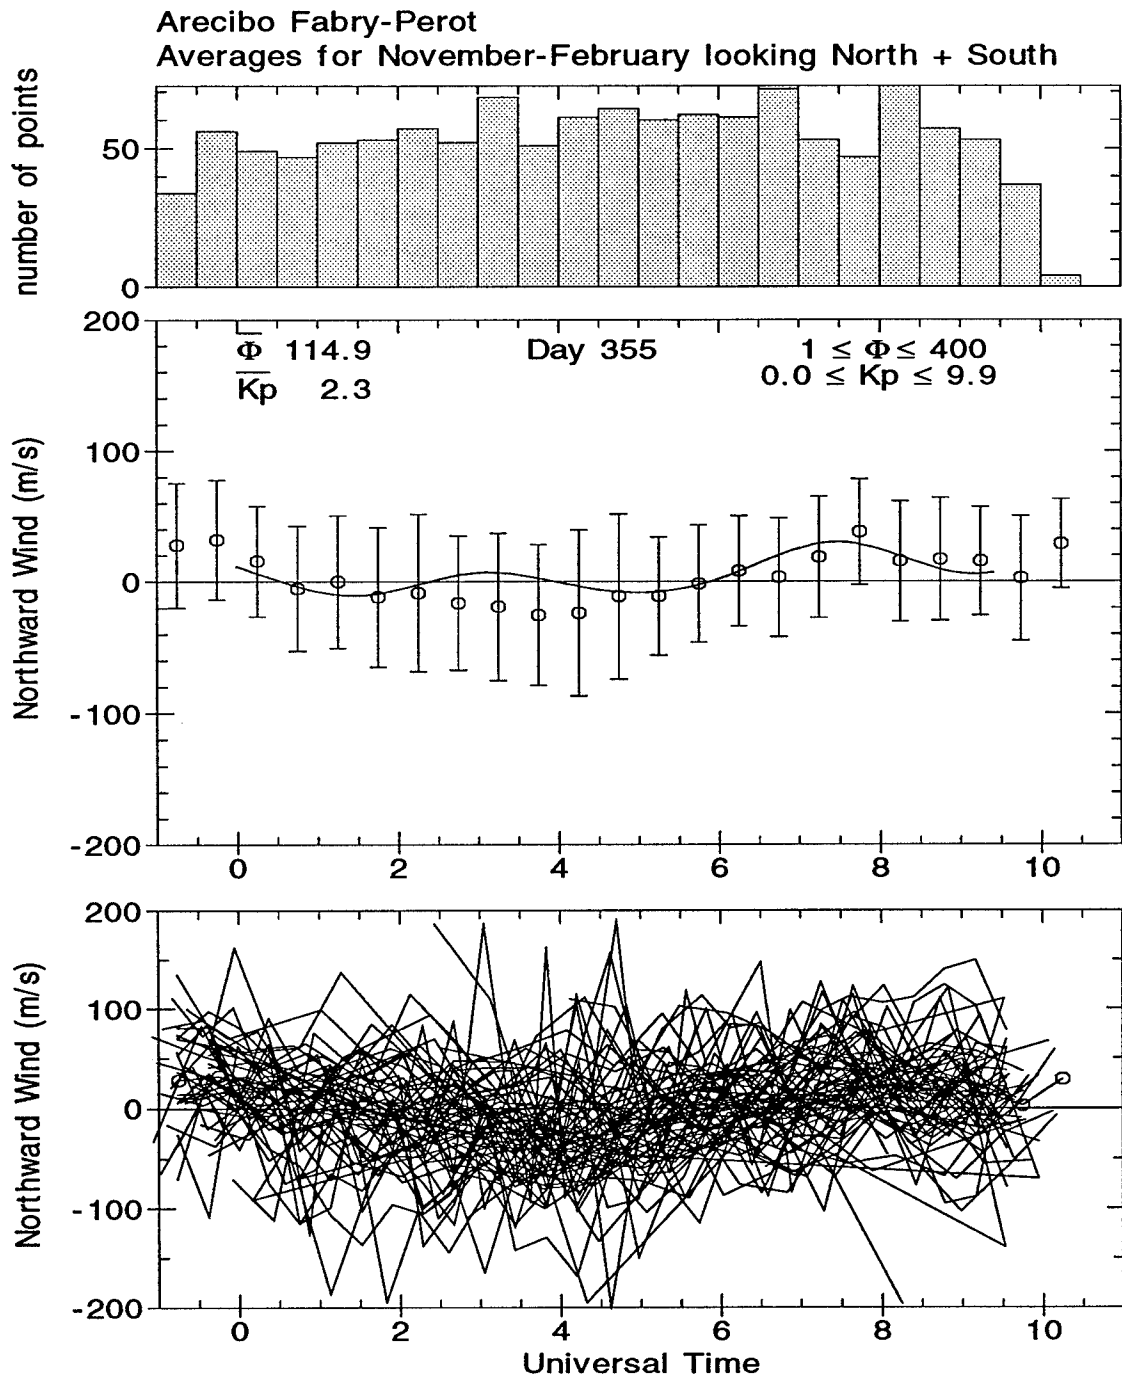 Arecibo Fabry-Perot
Averages for November-February looking North + South
number of points
50
0
200
100
0
-100
-200
Northward Wind (m/s)
Φ 114.9
Kp 2.3
Day 355
1 ≤ Φ ≤ 400
0.0 ≤ Kp ≤ 9.9
0 2 4 6 8 10
200
100
0
-100
-200
Northward Wind (m/s)
0 2 4 6 8 10
Universal Time